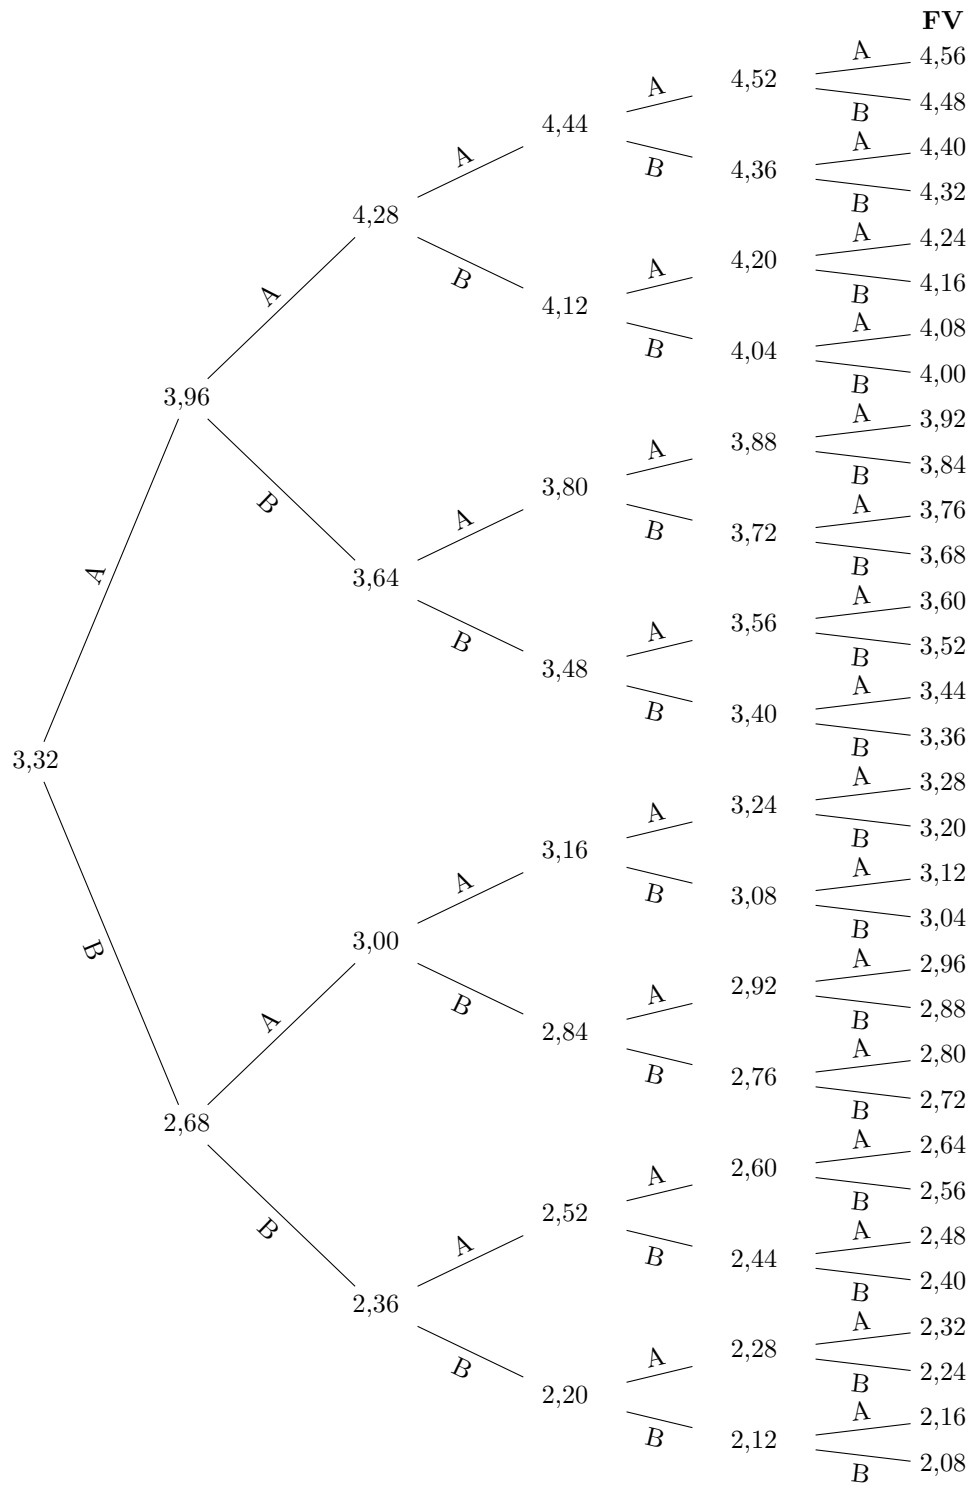 FV
A
4,56
4,52
A
B
4,48
4,44
A
4,40
B
4,36
A
B
4,32
4,28
A
4,24
A
4,20
B
B
4,16
4,12
A
4,08
B
4,04
A
B
4,00
3,96
A
3,92
A
3,88
B
B
3,84
3,80
A
3,76
A
B
3,72
B
3,68
3,64
A
3,60
A
A
3,56
B
B
3,52
3,48
A
3,44
B
3,40
B
3,36
3,32
A
3,28
A
3,24
B
3,20
3,16
A
3,12
A
B
3,08
B
3,04
B
3,00
A
2,96
A
2,92
B
B
2,88
2,84
A
2,80
A
B
2,76
B
2,72
2,68
A
2,64
A
2,60
B
B
2,56
2,52
A
2,48
A
B
2,44
B
2,40
2,36
A
2,32
A
2,28
B
B
2,24
2,20
A
2,16
B
2,12
B
2,08